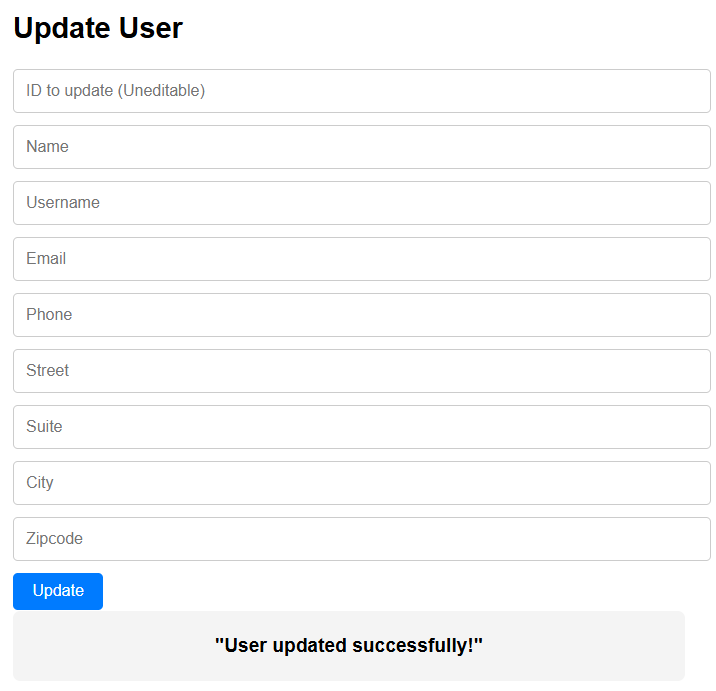 Update User
ID to update (Uneditable)
Name
Username
Email
Phone
Street
Suite
City
Zipcode
Update
"User updated successfully!"